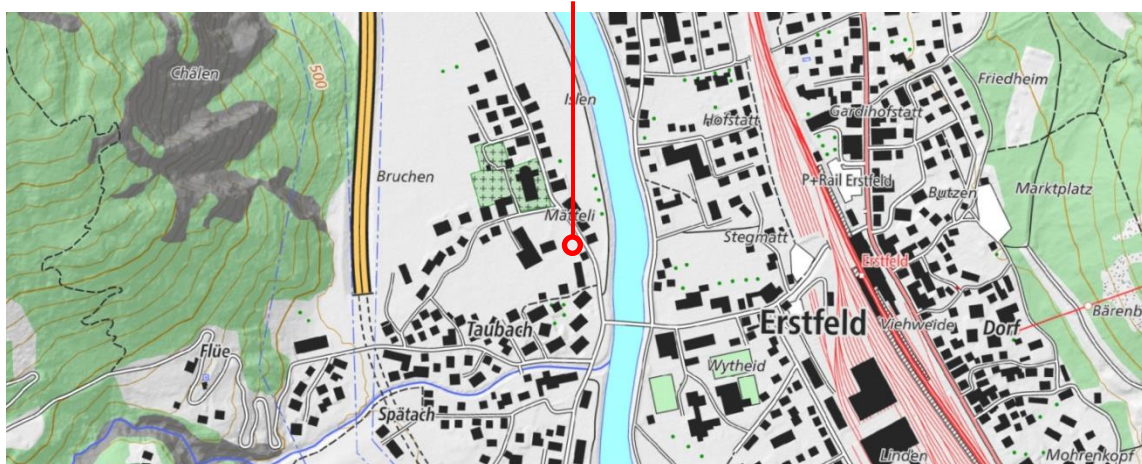 Chälen
500
Bruchen
Islen
Matteli
Hofstatt
Gardihofstatt
Friedheim
P+Rail Erstfeld
Butzen
Marktplatz
Stegmatt
Erstfeld
Erstfeld
Viehweide
Dorf
Bärenb
Taubach
Flüe
Wytheid
Spätach
Linden
Mohrenkopf